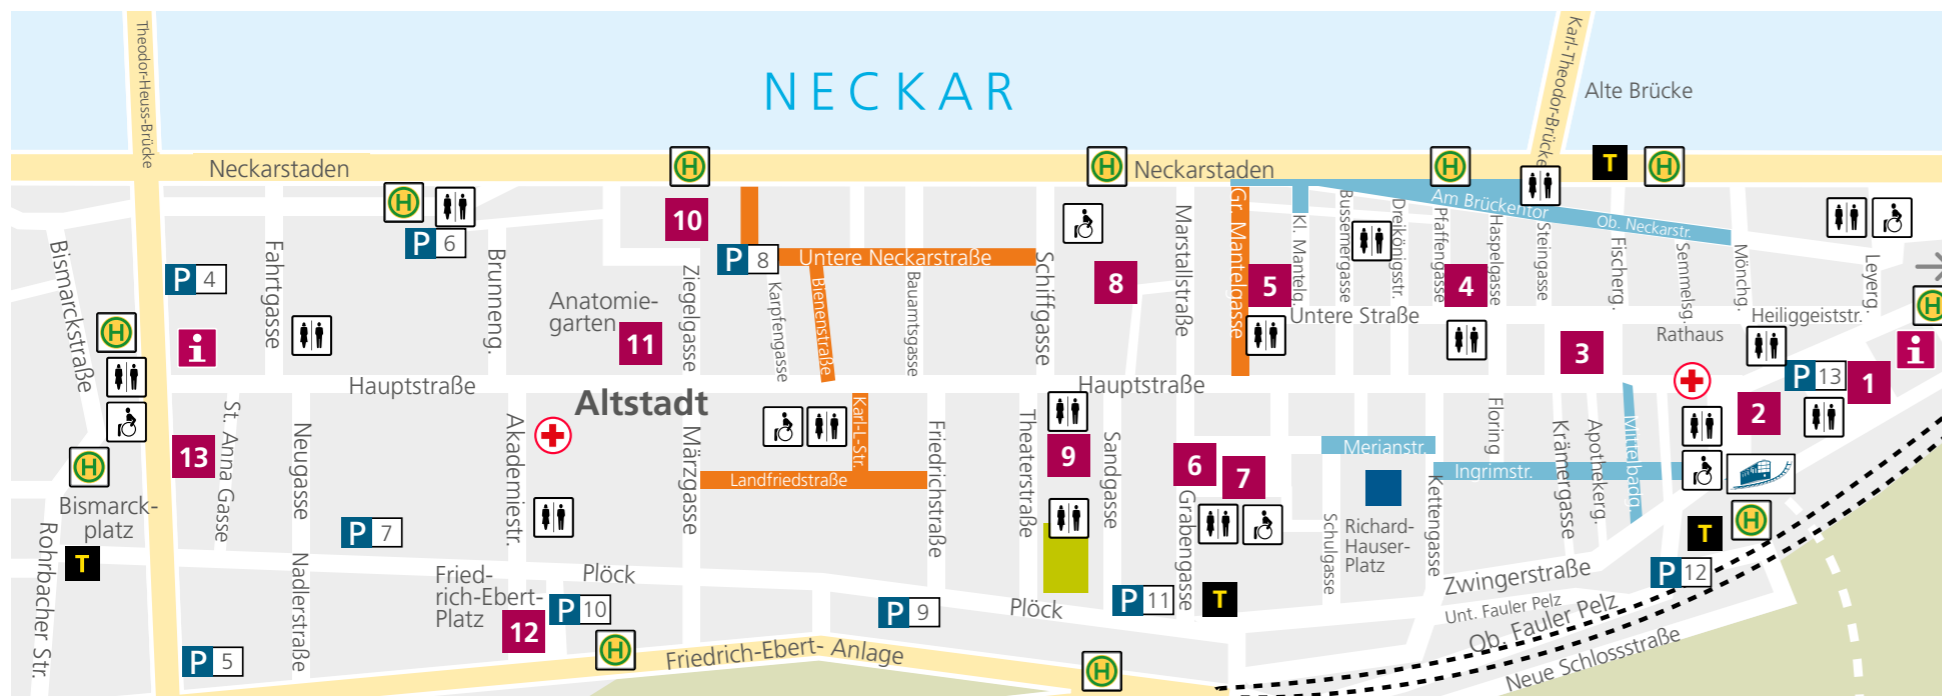 NECKAR
Theodor-Heuss-Brücke
Karl-Theodor-Brücke
Alte Brücke
Neckarstaden
H
H
Neckarstaden
H
T
H
H
P 6
10
P 8
Untere Neckarstraße
Am Brückentor
Ob. Neckarstr.
Bismarckstraße
Fahrtgasse
Brunneng.
Ziegelgasse
Karpfengasse
Bienenstraße
Bauamtsgasse
Schiffgasse
8
Marstallstraße
Gr. Mantelgasse
5
Kl. Mantelg.
Bussemergasse
Dreikönigsstr.
Pfaffengasse
4
Haspelgasse
Steingasse
Fischerg.
Semmelsg.
Mönchg.
Leyerg.
P 4
Anatomie-
garten
11
Untere Straße
Heiliggeiststr.
Rathaus
H
H
i
3
i
Hauptstraße
Hauptstraße
P 13
1
Altstadt
2
13
St. Anna Gasse
Neugasse
Akademiestr.
Märzgasse
Karl-L-Str.
Landfriedstraße
Friedrichstraße
Theaterstraße
9
Sandgasse
6
7
Grabengasse
Merianstr.
Ingrimstr.
Floring
Krämergasse
Apothekerg.
Mittelbadg.
Kettengasse
Schulgasse
Richard-
Hauser-
Platz
H
Bismarck-
platz
Rohrbacher Str.
T
P 7
Nadlerstraße
Fried-
rich-Ebert-
Platz
12
Plöck
P 10
P 9
Plöck
P 11
T
T
H
P 12
Zwingerstraße
Unt. Fauler Pelz
Ob. Fauler Pelz
Neue Schlossstraße
P 5
H
Friedrich-Ebert- Anlage
H